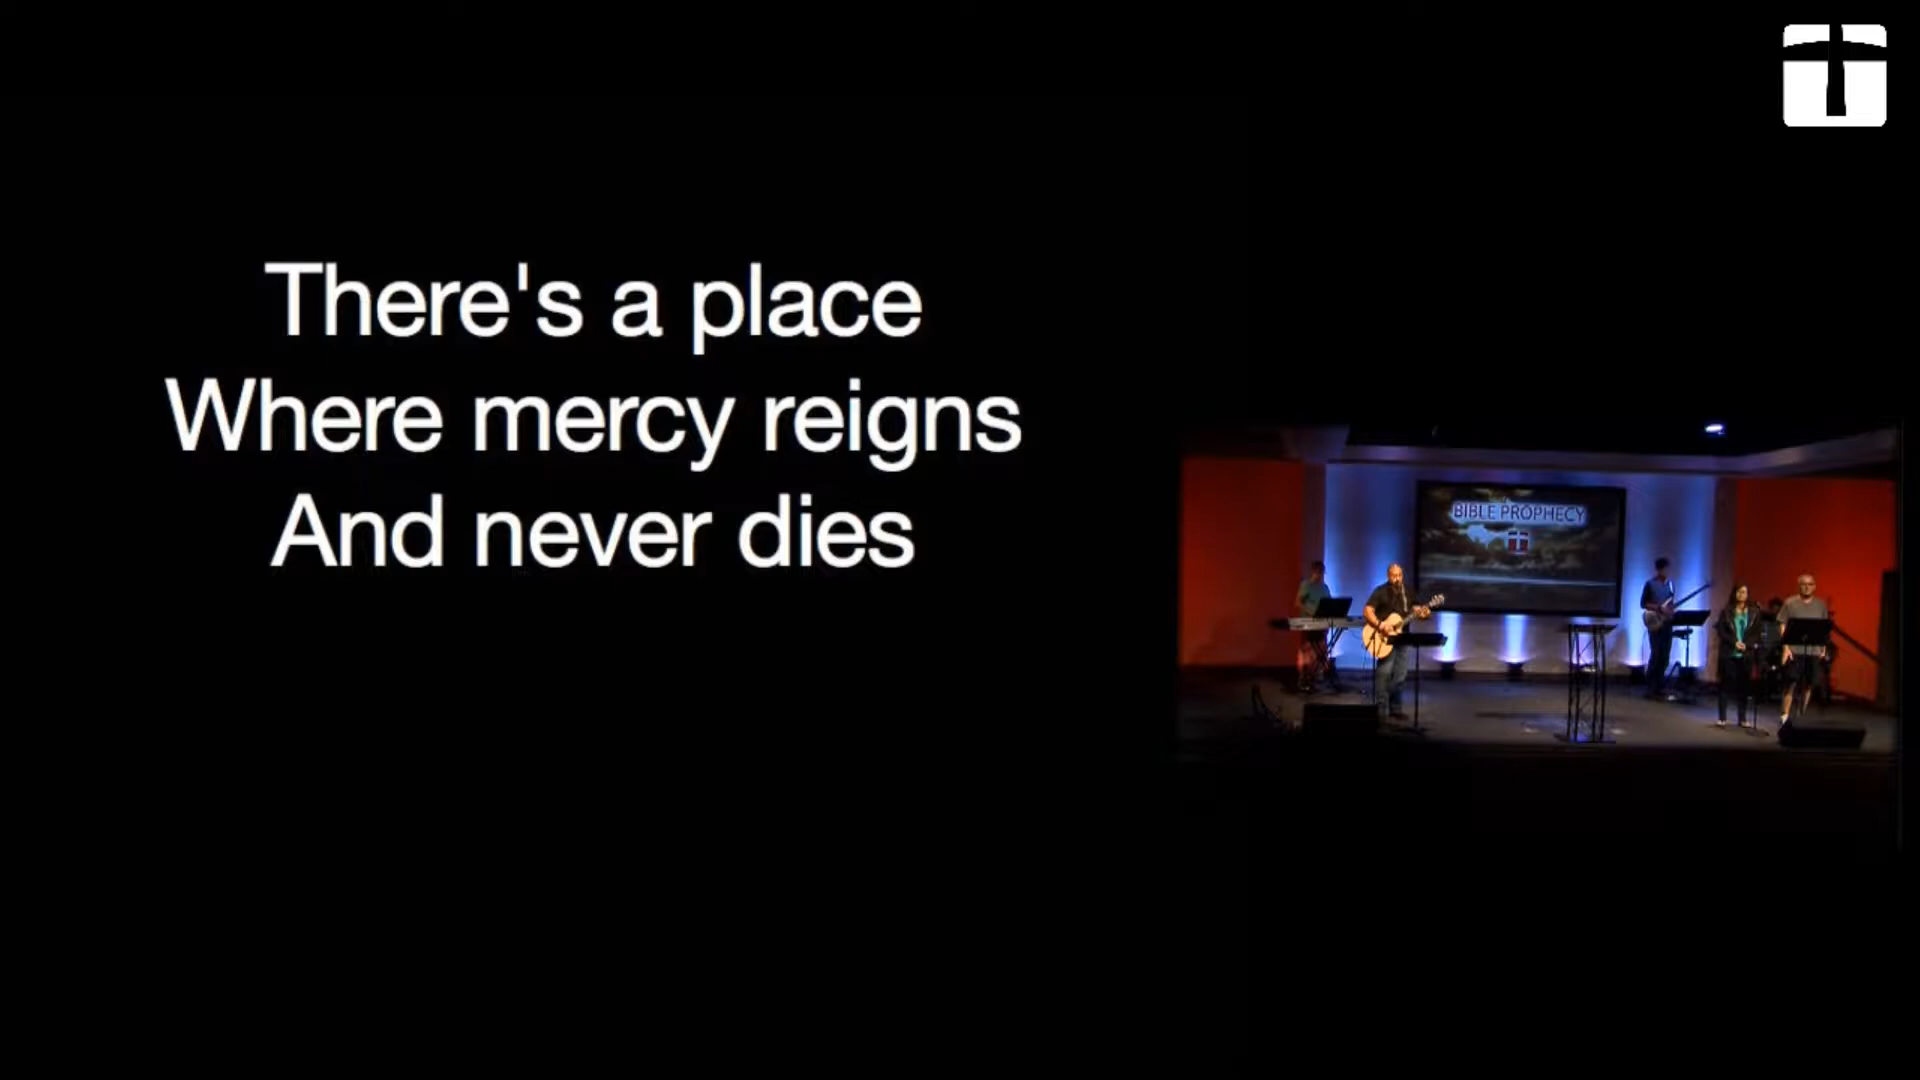 There's a place
Where mercy reigns
And never dies
BIBLE PROPHECY